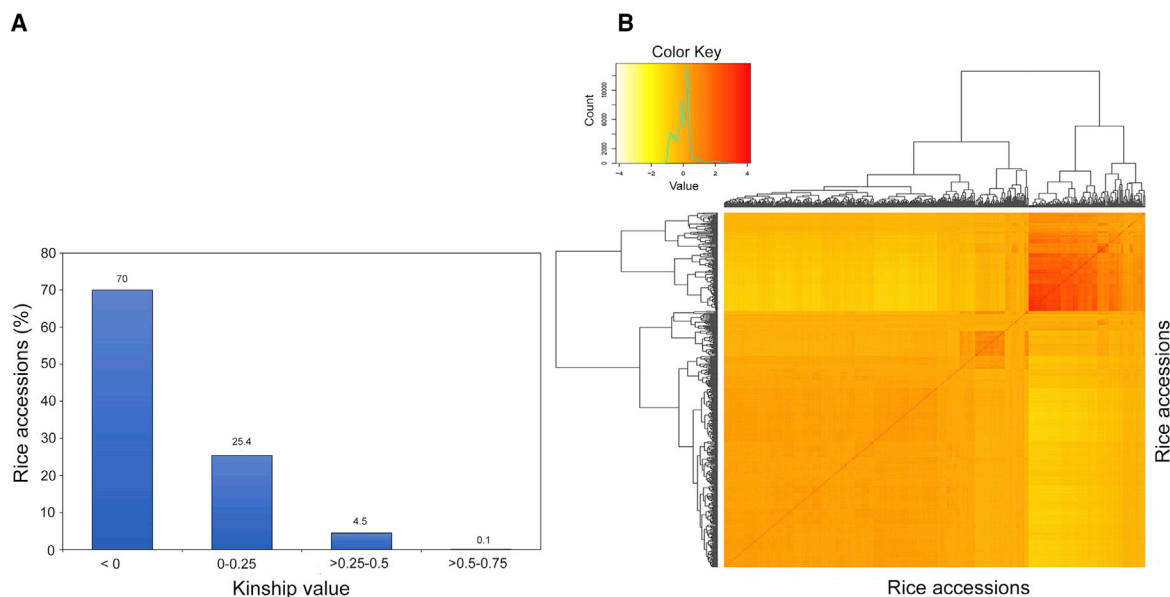 A
Rice accessions (%)
80
70
60
50
40
30
20
10
0
70
25.4
4.5
0.1
< 0
0-0.25
>0.25-0.5
>0.5-0.75
Kinship value
B
Color Key
Count
0
2000
6000
10000
-4
-2
0
2
4
Value
Rice accessions
Rice accessions